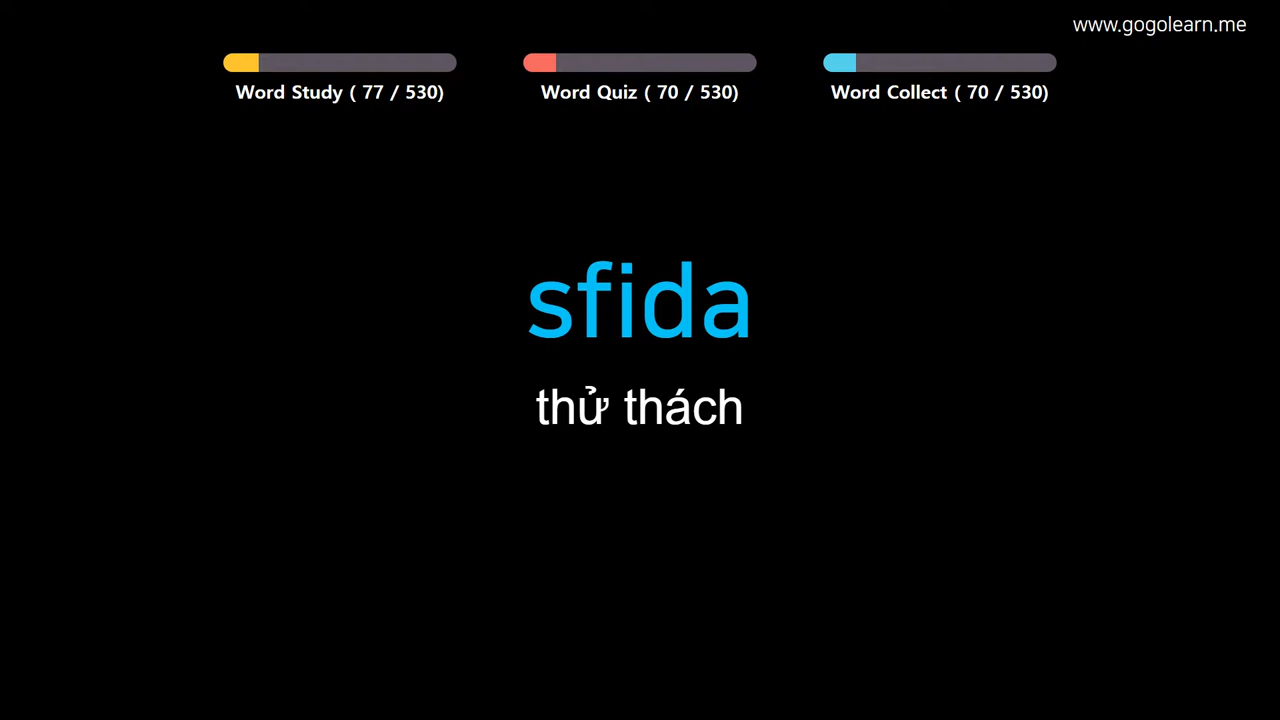 www.gogolearn.me
Word Study ( 77 / 530)
Word Quiz ( 70 / 530)
Word Collect ( 70 / 530)
sfida
thử thách